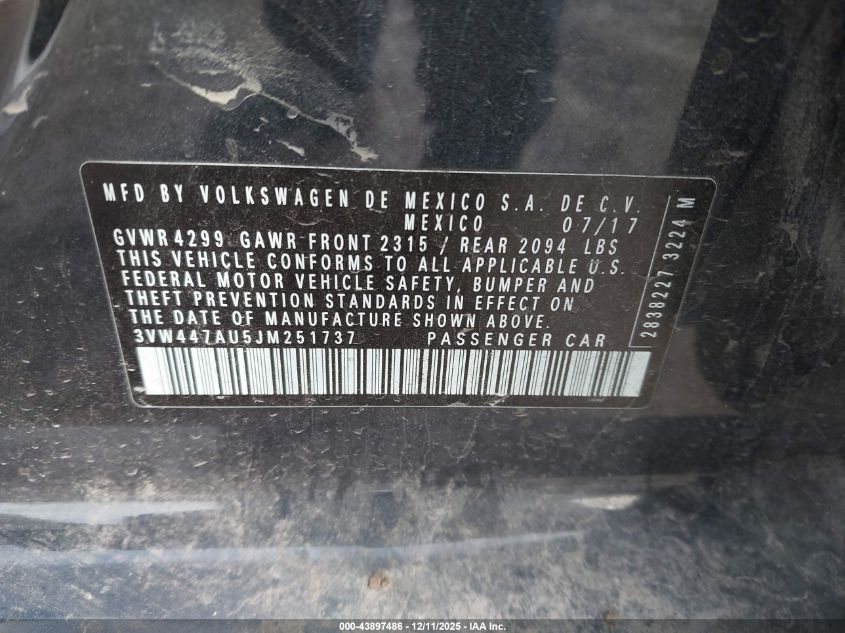 MFD BY VOLKSWAGEN DE MEXICO S.A. DE C.V.
MEXICO 07/17
GVWR 4299 GAWR FRONT 2315 / REAR 2094 LBS
THIS VEHICLE CONFORMS TO ALL APPLICABLE U.S.
FEDERAL MOTOR VEHICLE SAFETY, BUMPER AND
THEFT PREVENTION STANDARDS IN EFFECT ON
THE DATE OF MANUFACTURE SHOWN ABOVE.
3VW447AU5JM251737 PASSENGER CAR
2838227 3224 M
000-43897486 - 12/11/2025 - IAA Inc.